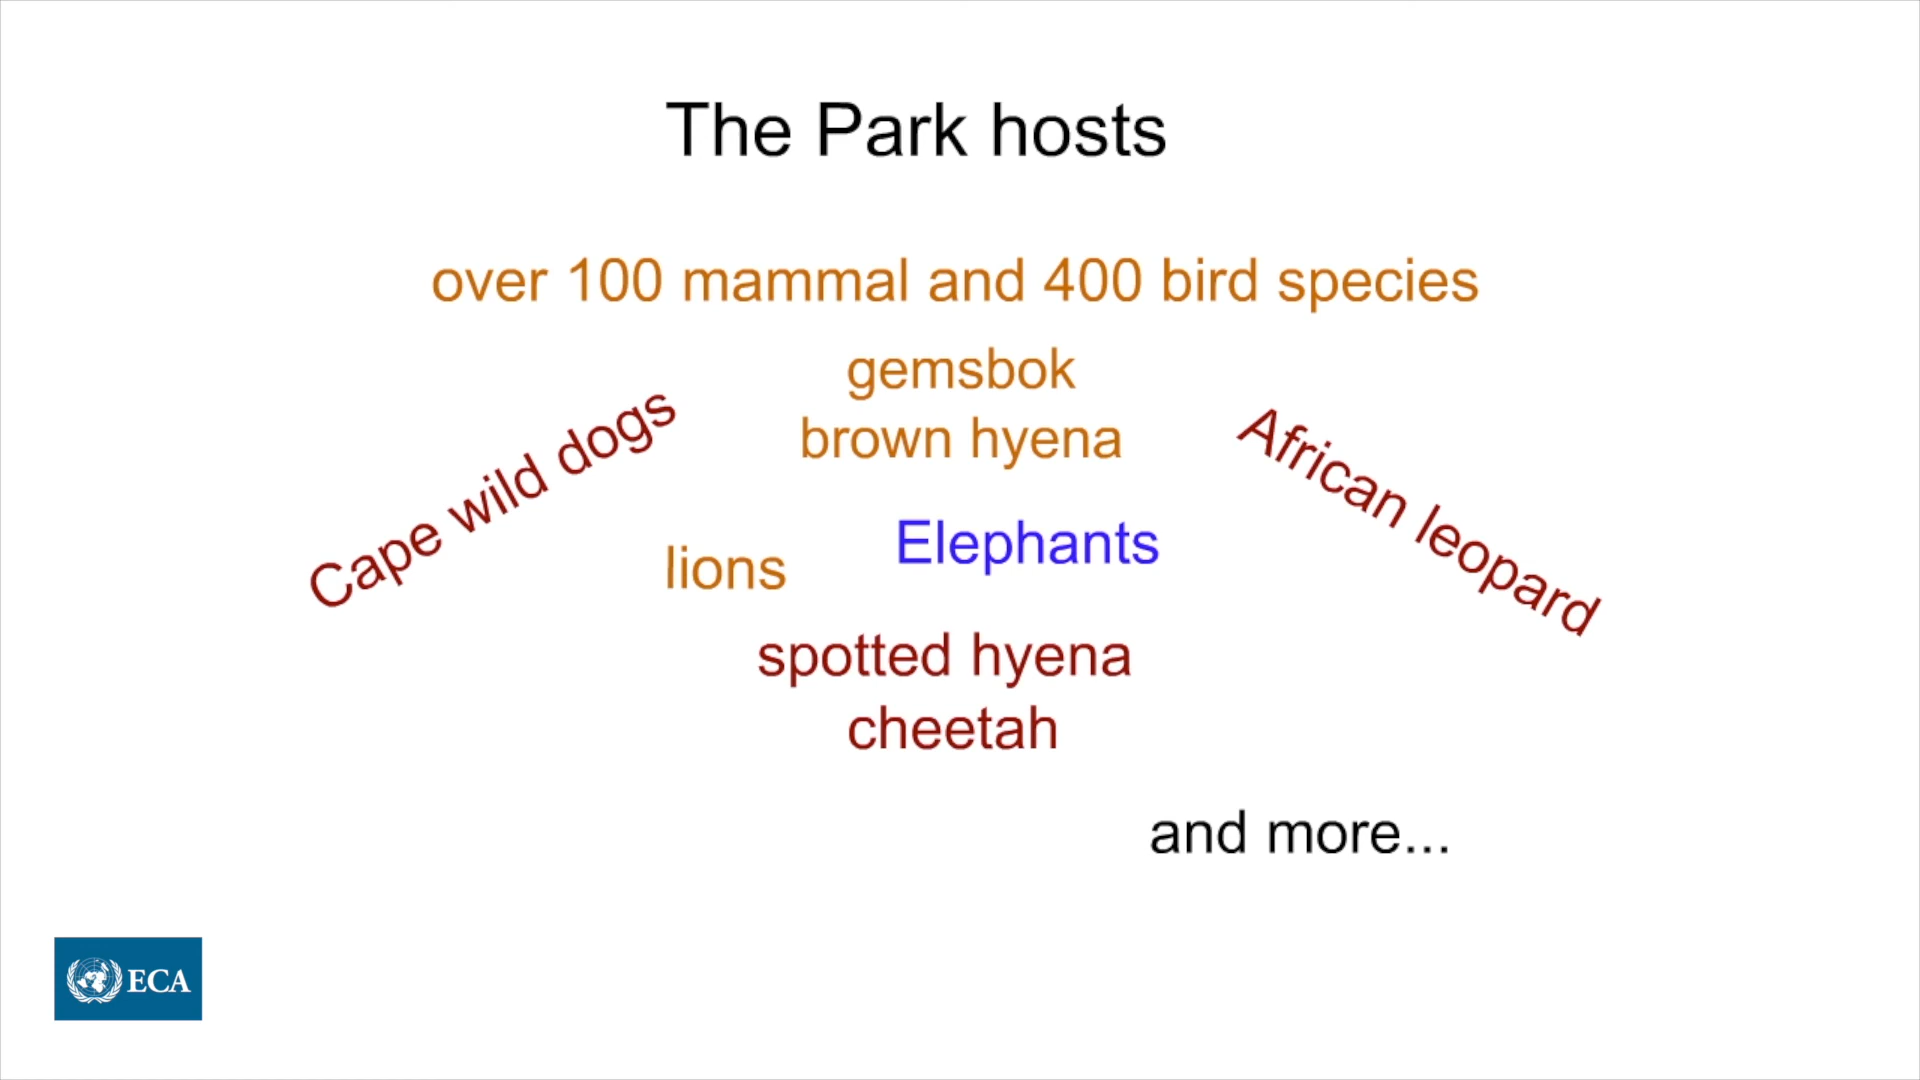 The Park hosts
over 100 mammal and 400 bird species
gemsbok
brown hyena
Cape wild dogs
African leopard
lions
Elephants
spotted hyena
cheetah
and more...
ECA